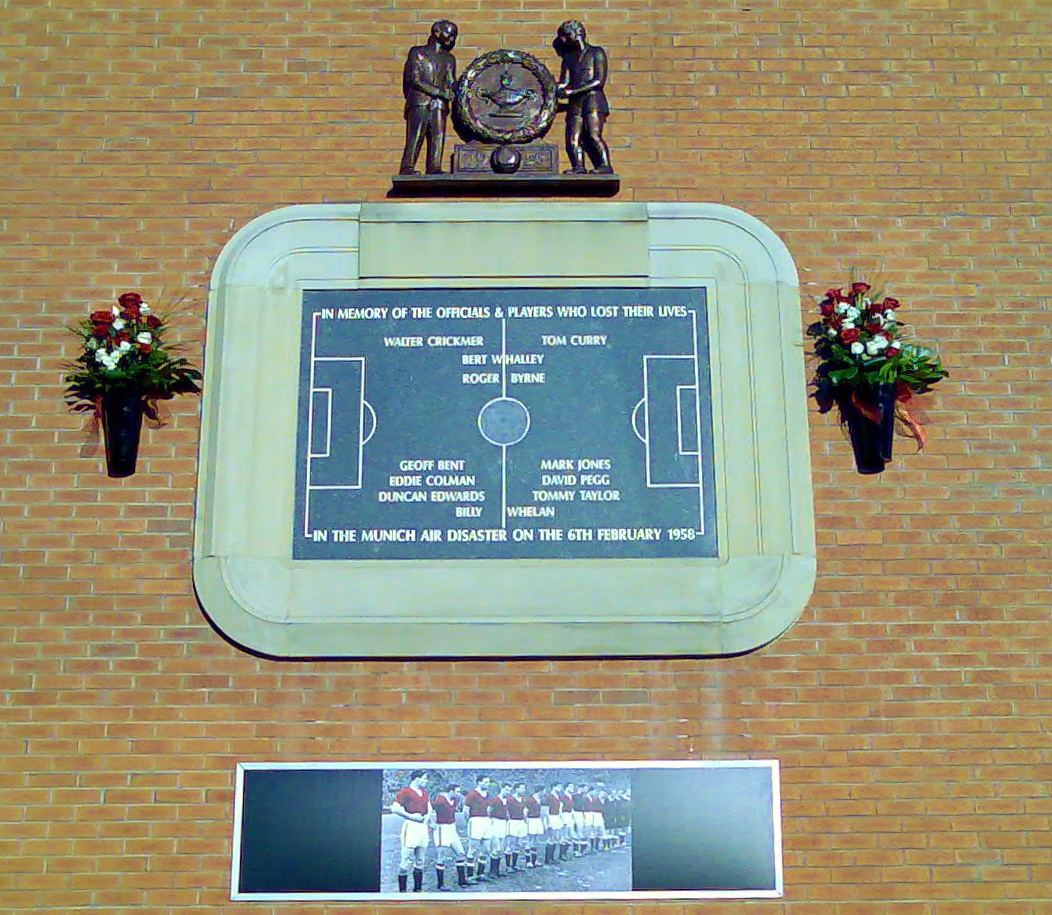 IN MEMORY OF THE OFFICIALS & PLAYERS WHO LOST THEIR LIVES
WALTER CRICKMER TOM CURRY
BERT WHALLEY
ROGER BYRNE
GEOFF BENT MARK JONES
EDDIE COLMAN DAVID PEGG
DUNCAN EDWARDS TOMMY TAYLOR
BILLY WHELAN
IN THE MUNICH AIR DISASTER ON THE 6TH FEBRUARY 1958